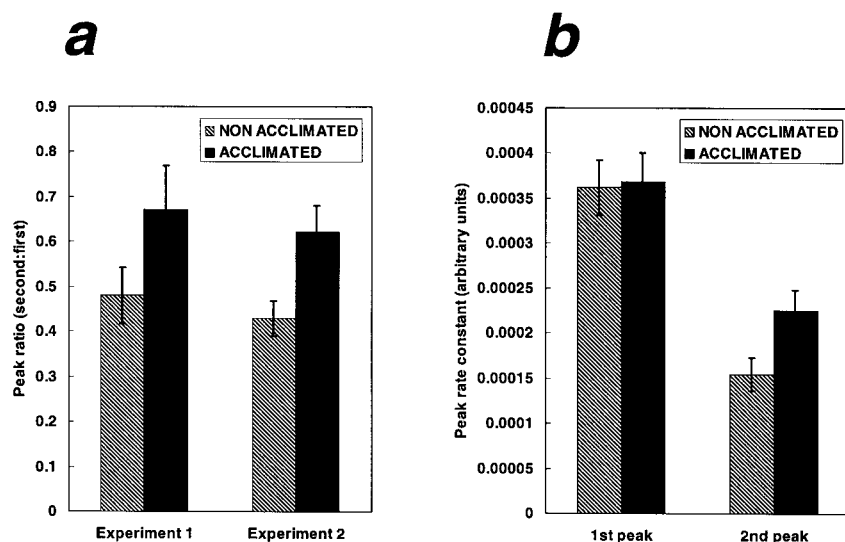 a
Peak ratio (second:first)
0.9
0.8
0.7
0.6
0.5
0.4
0.3
0.2
0.1
0
NON ACCLIMATED
ACCLIMATED
Experiment 1
Experiment 2
b
Peak rate constant (arbitrary units)
0.00045
0.0004
0.00035
0.0003
0.00025
0.0002
0.00015
0.0001
0.00005
0
NON ACCLIMATED
ACCLIMATED
1st peak
2nd peak